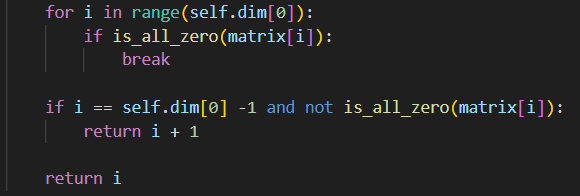 for i in range(self.dim[0]):
if is_all_zero(matrix[i]):
break
if i == self.dim[0] -1 and not is_all_zero(matrix[i]):
return i + 1
return i